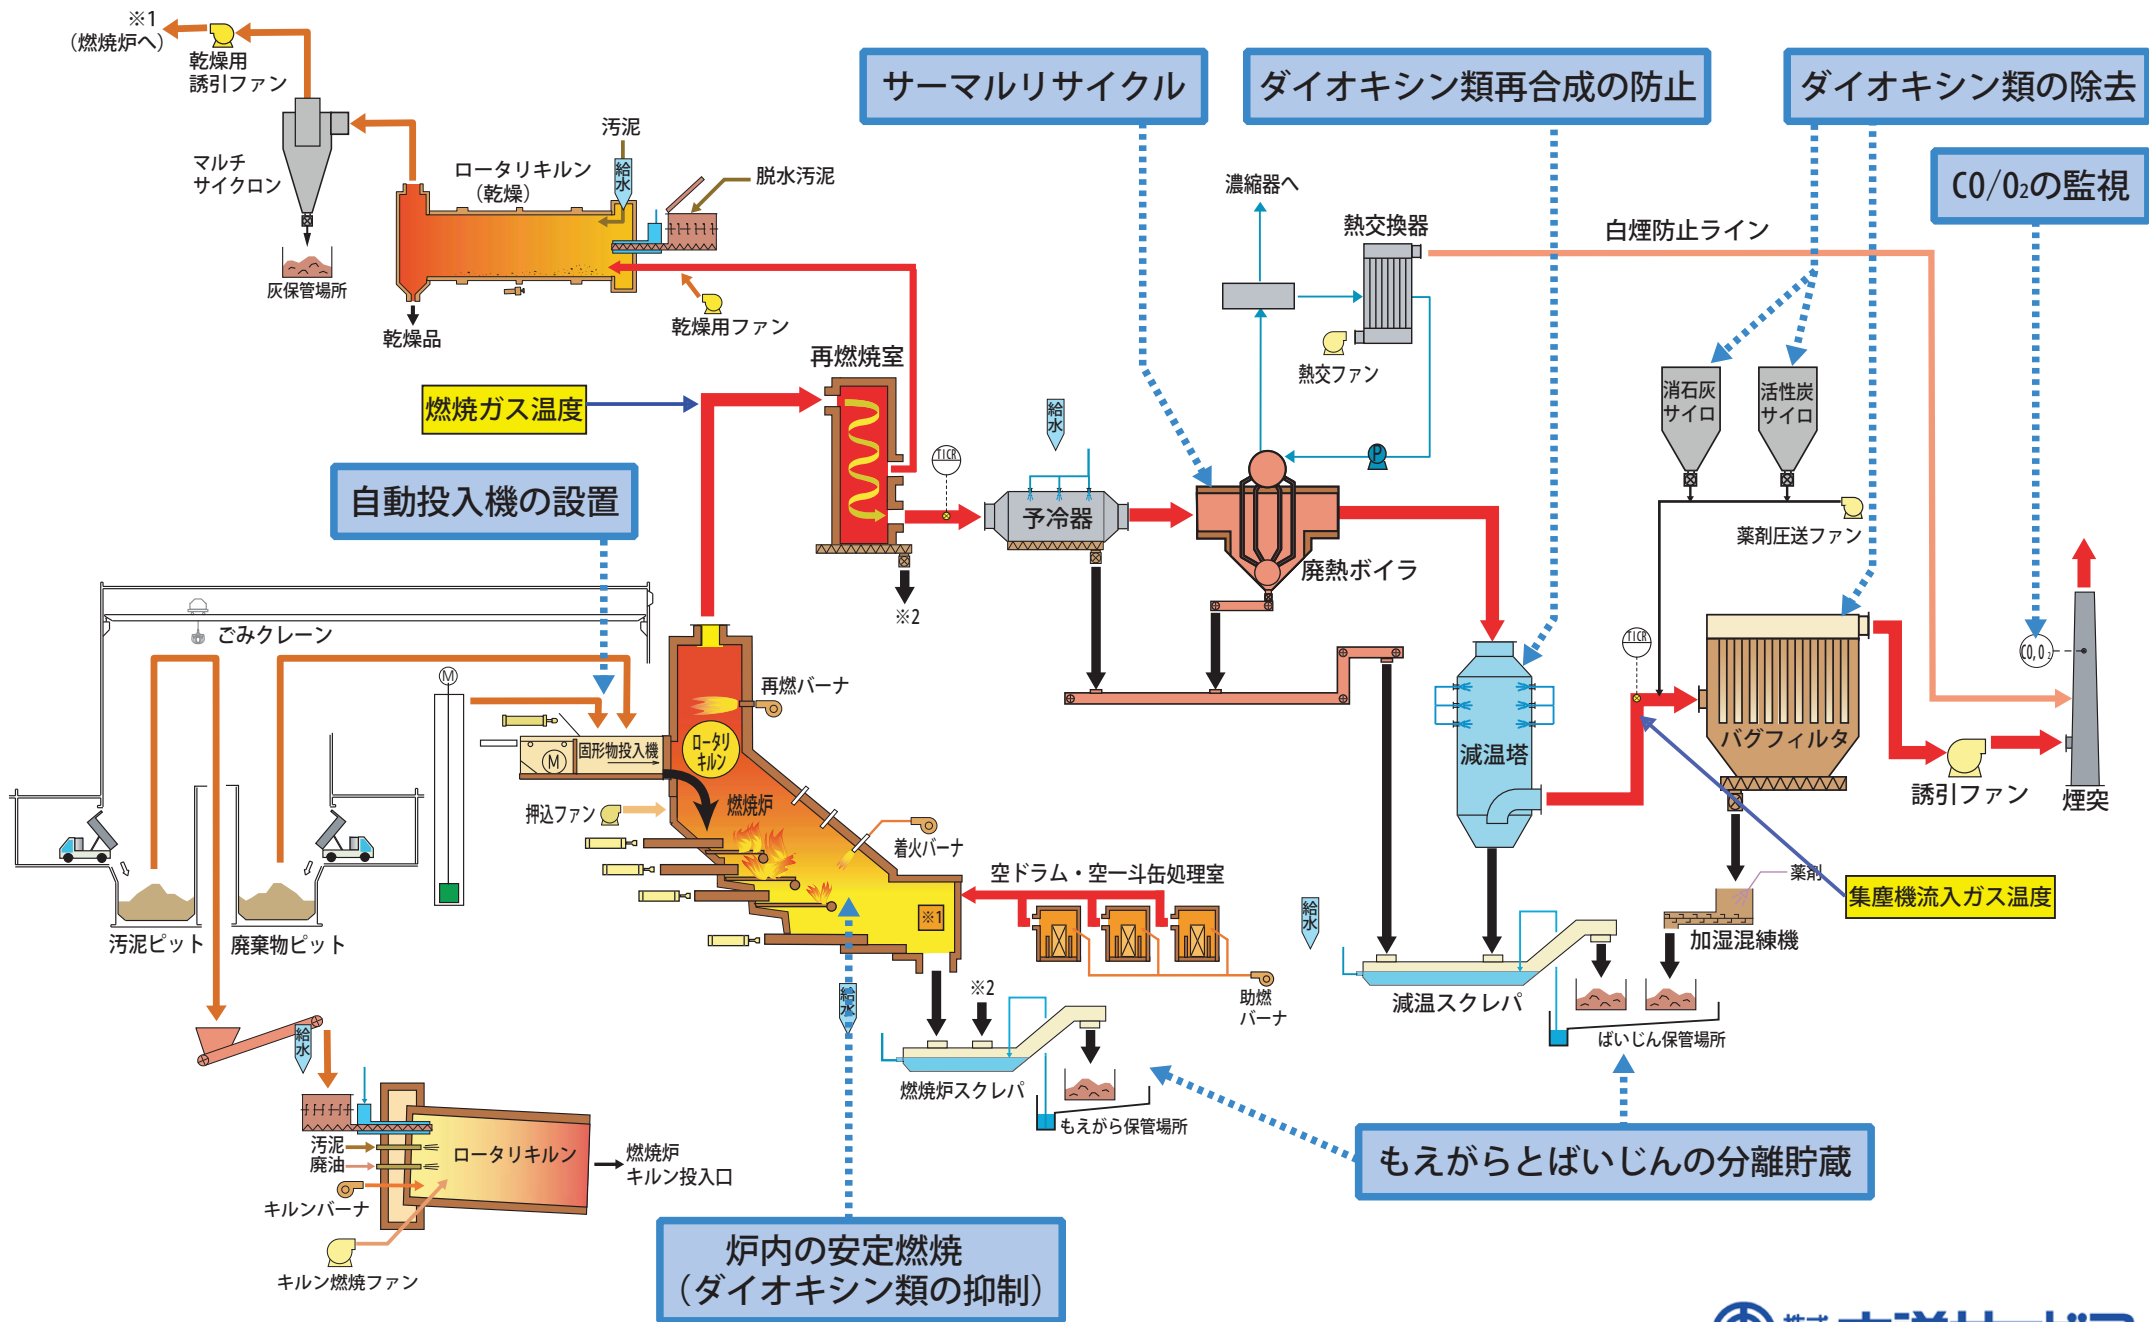 ※1
(燃焼炉へ)
乾燥用
誘引ファン
マルチ
サイクロン
灰保管場所
ロータリキルン
(乾燥)
汚泥
給水
脱水汚泥
乾燥品
乾燥用ファン
サーマルリサイクル
ダイオキシン類再合成の防止
ダイオキシン類の除去
CO/O₂の監視
濃縮器へ
熱交換器
熱交ファン
白煙防止ライン
再燃焼室
燃焼ガス温度
自動投入機の設置
TICR
給水
予冷器
P
廃熱ボイラ
※2
消石灰
サイロ
活性炭
サイロ
薬剤圧送ファン
TICR
CO, O₂
ごみクレーン
M
再燃バーナ
ロータリ
キルン
固形物投入機
M
押込ファン
燃焼炉
着火バーナ
減温塔
バグフィルタ
誘引ファン
煙突
汚泥ピット
廃棄物ピット
空ドラム・空一斗缶処理室
※1
給水
薬剤
集塵機流入ガス温度
加湿混練機
給水
※2
助燃
バーナ
減温スクレパ
ばいじん保管場所
給水
燃焼炉スクレパ
もえがら保管場所
汚泥
廃油
ロータリキルン
燃焼炉
キルン投入口
キルンバーナ
キルン燃焼ファン
もえがらとばいじんの分離貯蔵
炉内の安定燃焼
(ダイオキシン類の抑制)